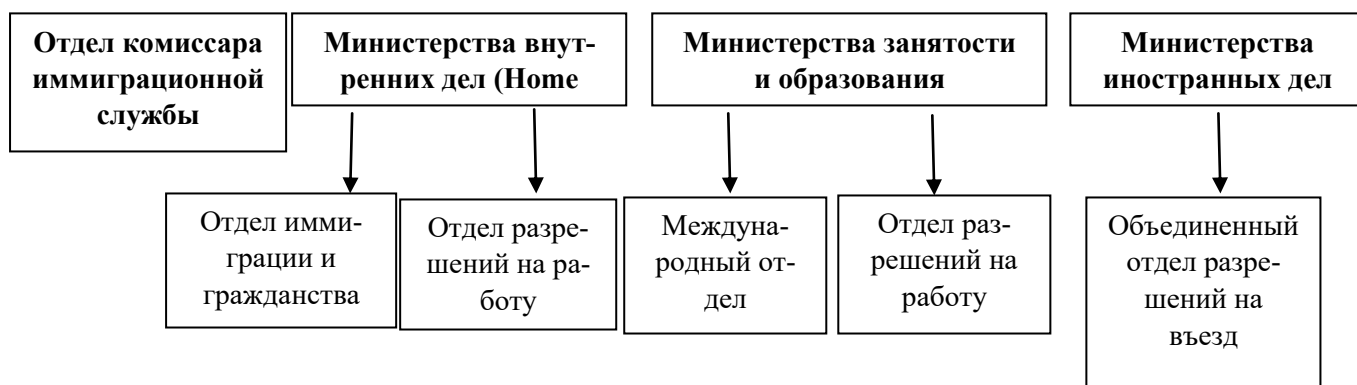 Отдел комиссара
иммиграционной
службы
Министерства внут-
ренних дел (Home
Министерства занятости
и образования
Министерства
иностранных дел
Отдел имми-
грации и
гражданства
Отдел разре-
шений на ра-
боту
Междуна-
родный от-
дел
Отдел раз-
решений на
работу
Объединенный
отдел разре-
шений на
въезд